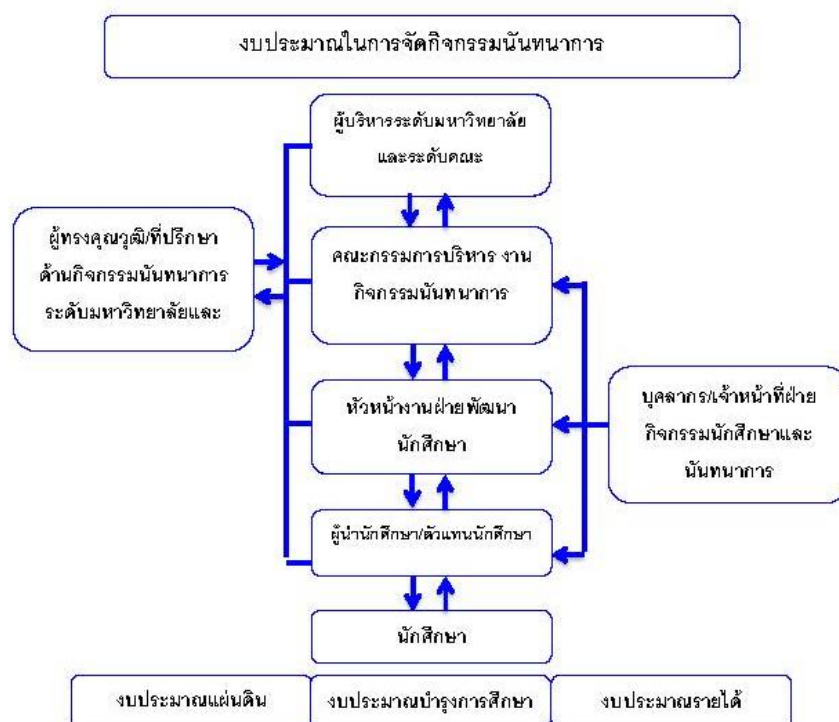 งบประมาณในการจัดกิจกรรมนันทนาการ
ผู้บริหารระดับมหาวิทยาลัย
และระดับคณะ
ผู้ทรงคุณวุฒิ/ที่ปรึกษา
ด้านกิจกรรมนันทนาการ
ระดับมหาวิทยาลัยและ
คณะกรรมการบริหาร งาน
กิจกรรมนันทนาการ
หัวหน้างานฝ่ายพัฒนา
นักศึกษา
บุคลากร/เจ้าหน้าที่ฝ่าย
กิจกรรมนักศึกษาและ
นันทนาการ
ผู้นำนักศึกษา/ตัวแทนนักศึกษา
นักศึกษา
งบประมาณแผ่นดิน
งบประมาณบำรุงการศึกษา
งบประมาณรายได้